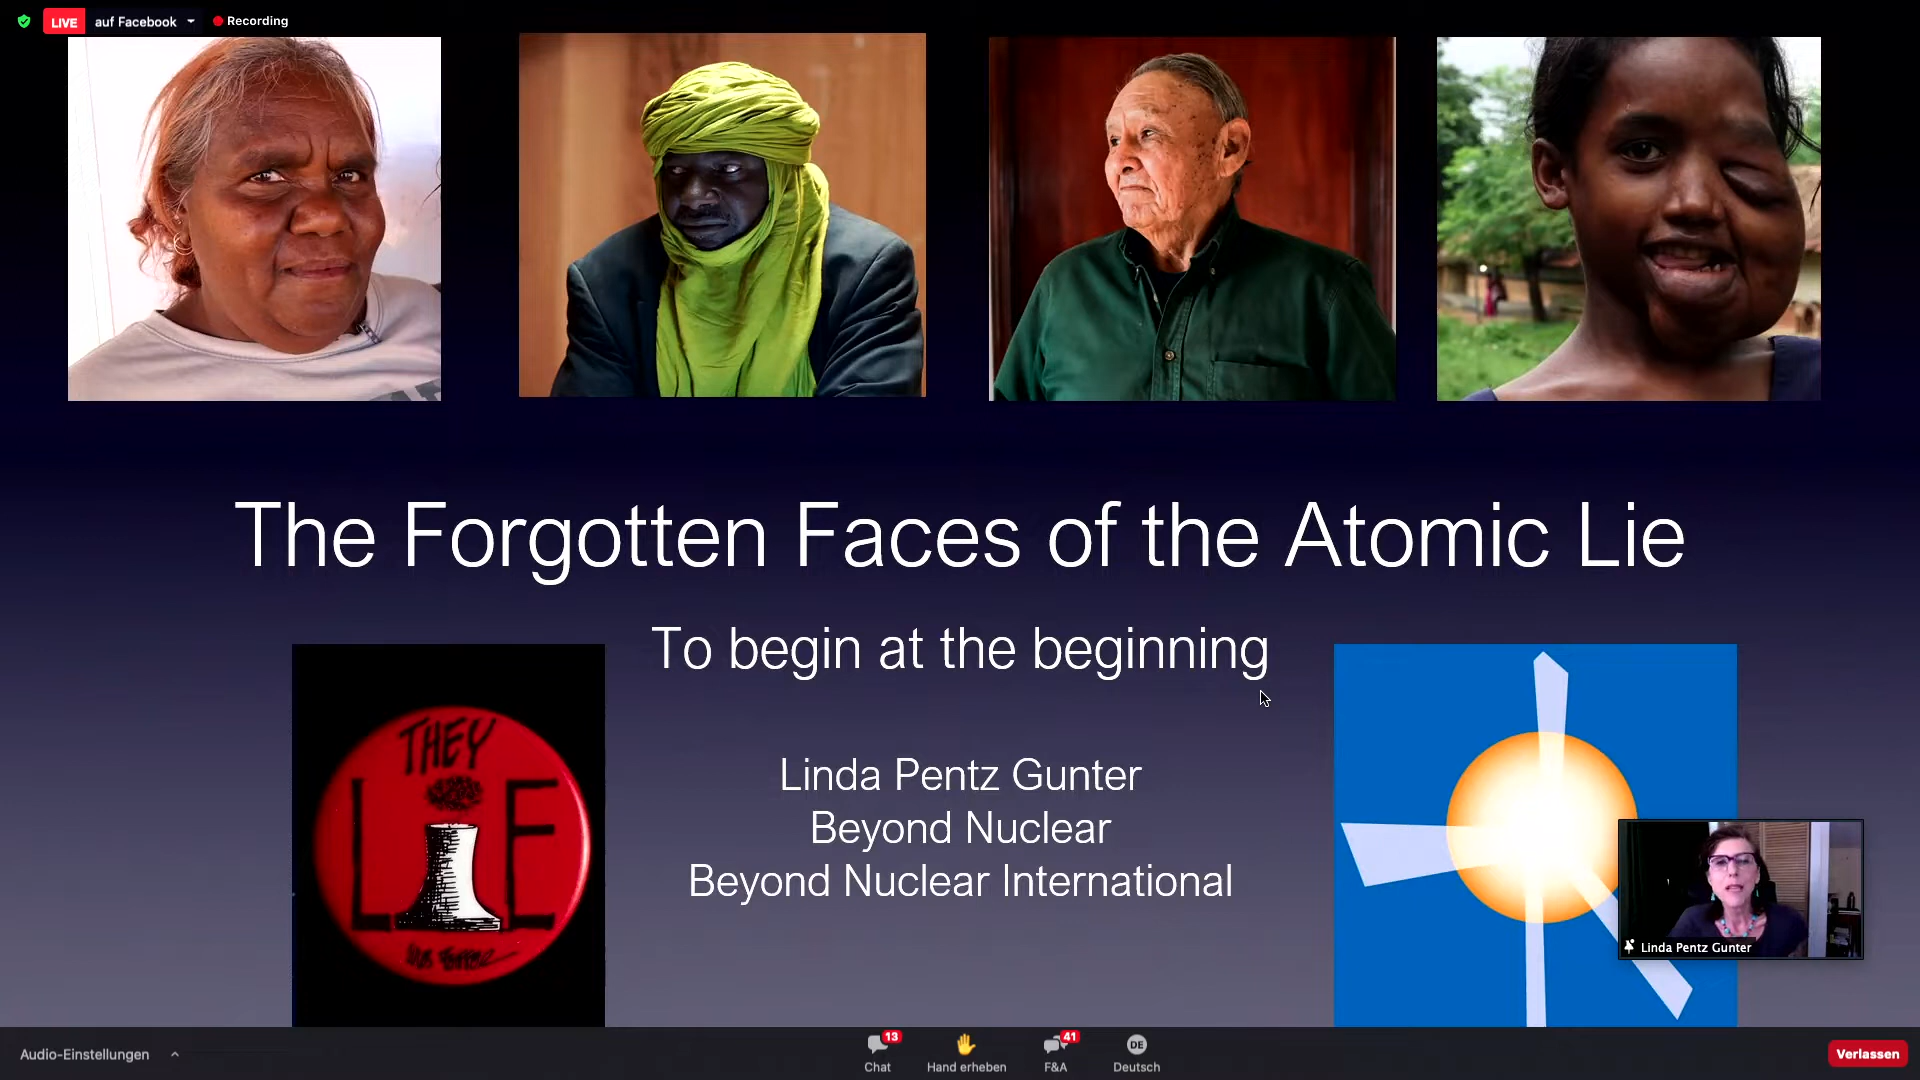 LIVE auf Facebook Recording
The Forgotten Faces of the Atomic Lie
To begin at the beginning
THEY
LIE
Linda Pentz Gunter
Beyond Nuclear
Beyond Nuclear International
Linda Pentz Gunter
Audio-Einstellungen
13
Chat
Hand erheben
41
F&A
DE
Deutsch
Verlassen